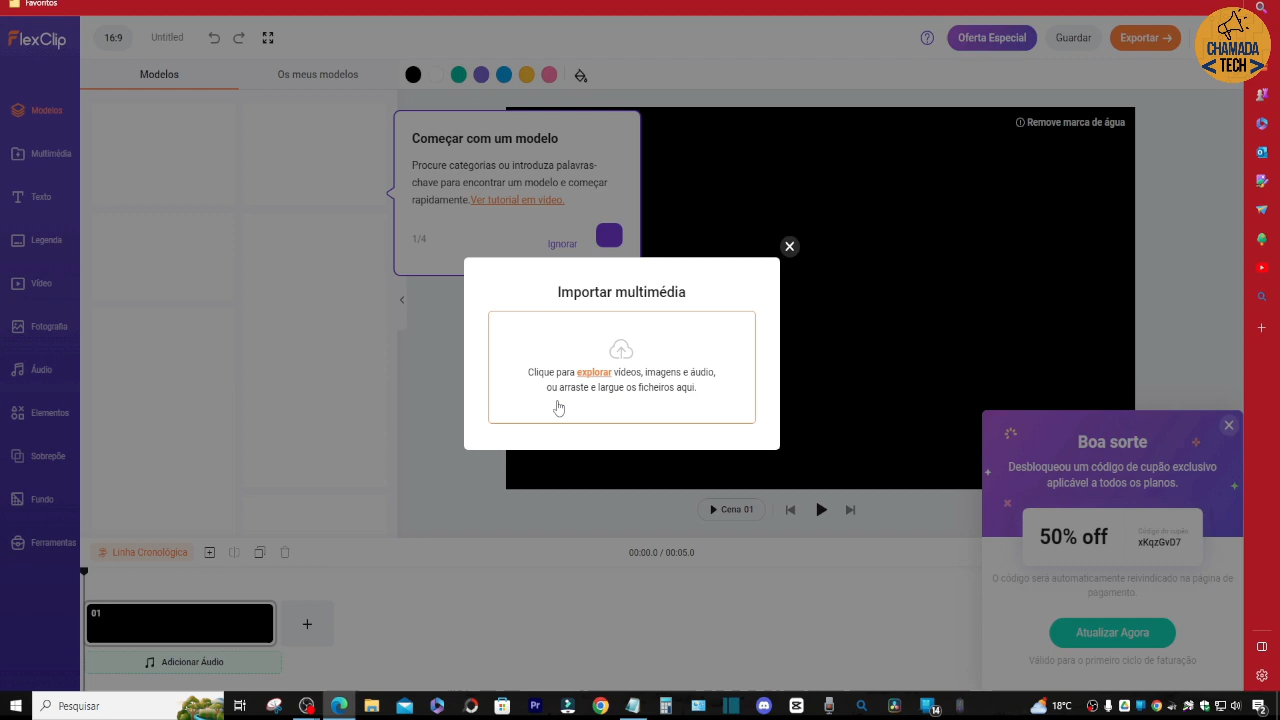 Favoritos
FlexClip
16:9
Untitled
Oferta Especial
Guardar
Exportar →
CHAMADA
<TECH>
Modelos
Os meus modelos
Modelos
Multimédia
Texto
Legenda
Vídeo
Fotografia
Áudio
Elementos
Sobrepõe
Fundo
Ferramentas
Começar com um modelo
Procure categorias ou introduza palavras-
chave para encontrar um modelo e começar
rapidamente.Ver tutorial em vídeo.
1/4
Ignorar
Remove marca de água
Importar multimédia
Clique para explorar vídeos, imagens e áudio,
ou arraste e largue os ficheiros aqui.
Boa sorte
Desbloqueou um código de cupão exclusivo
aplicável a todos os planos.
50% off
Código do cupão
xKqzGvD7
O código será automaticamente reivindicado na página de
pagamento.
Atualizar Agora
Válido para o primeiro ciclo de faturação
Cena 01
Linha Cronológica
00:00.0 / 00:05.0
01
+
Adicionar Áudio
Pesquisar
18°C